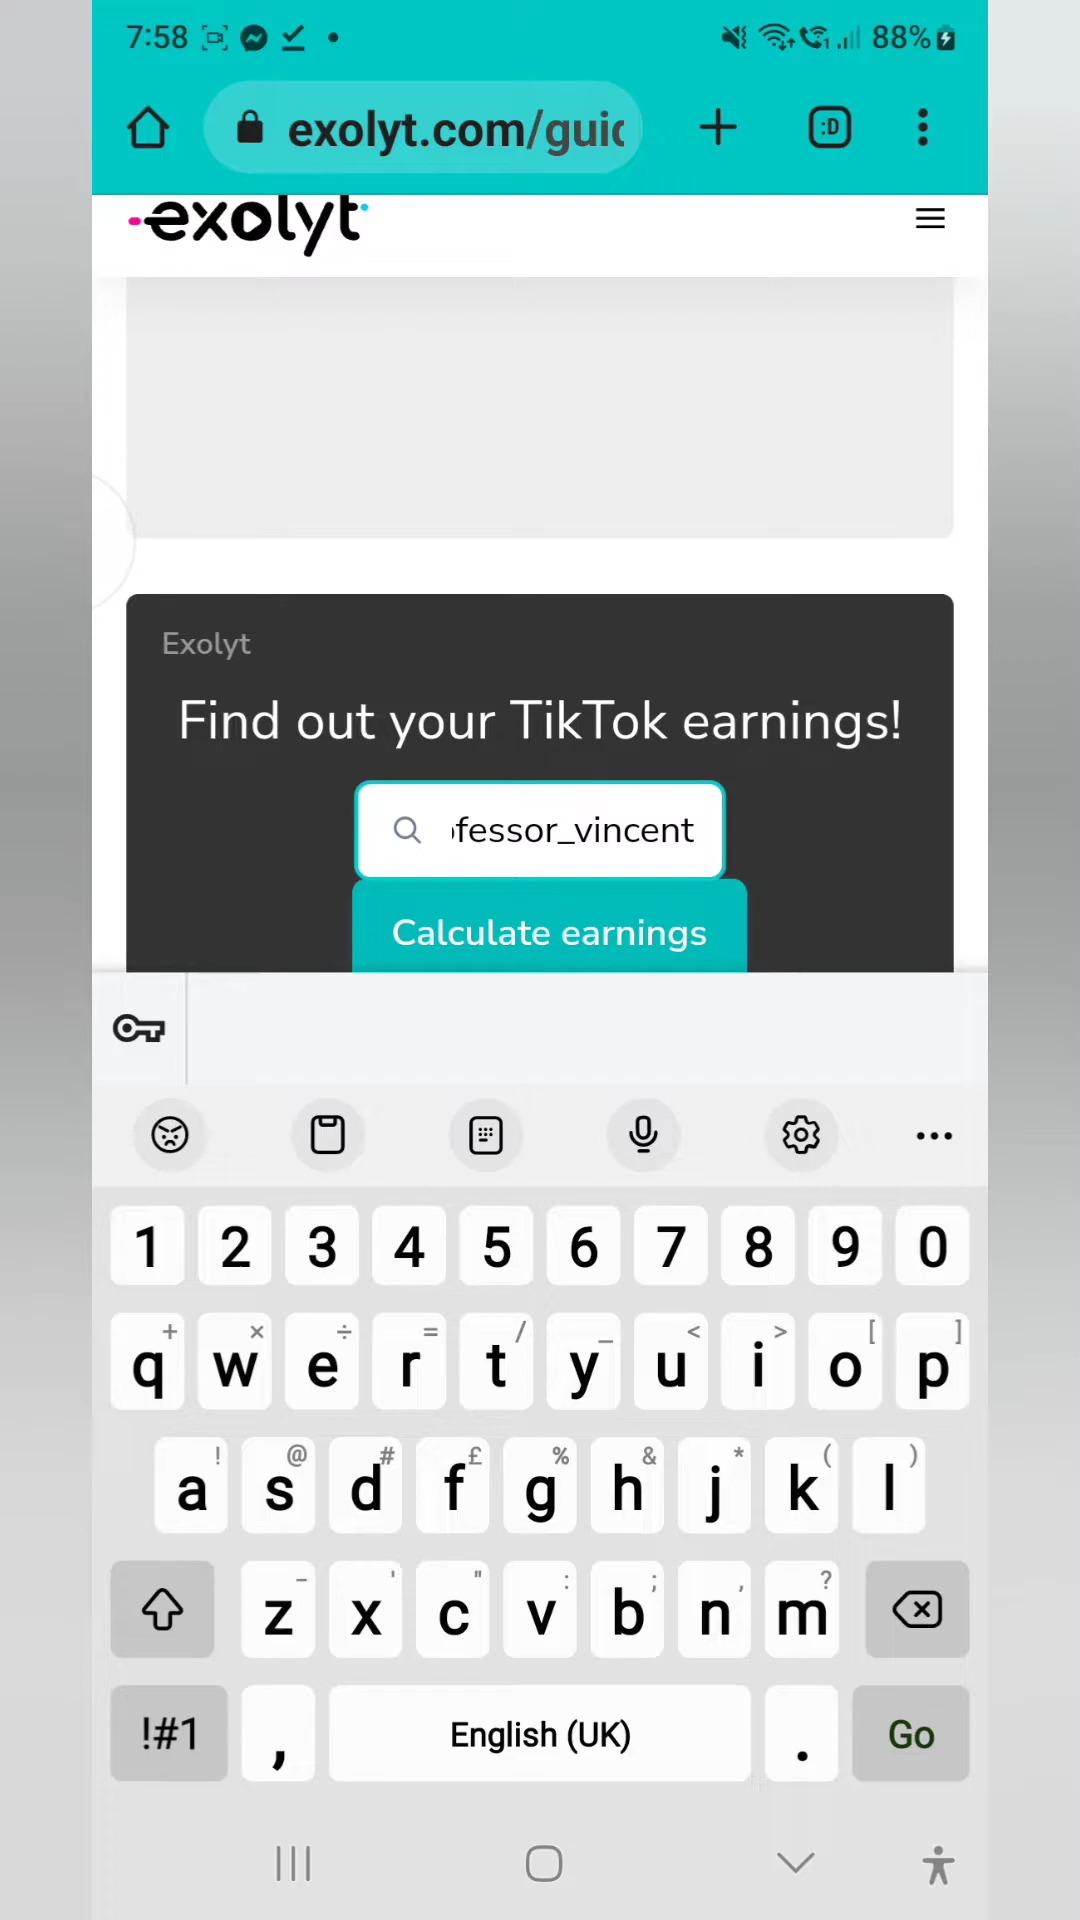 7:58 88%
exolyt.com/guic
:D
exolyt
Exolyt
Find out your TikTok earnings!
ofessor_vincent
Calculate earnings
1 2 3 4 5 6 7 8 9 0
+ × ÷ = / _ < > [ ]
q w e r t y u i o p
! @ # £ % & * ( )
a s d f g h j k l
- ' " : ; , ?
z x c v b n m
!#1 , English (UK) . Go